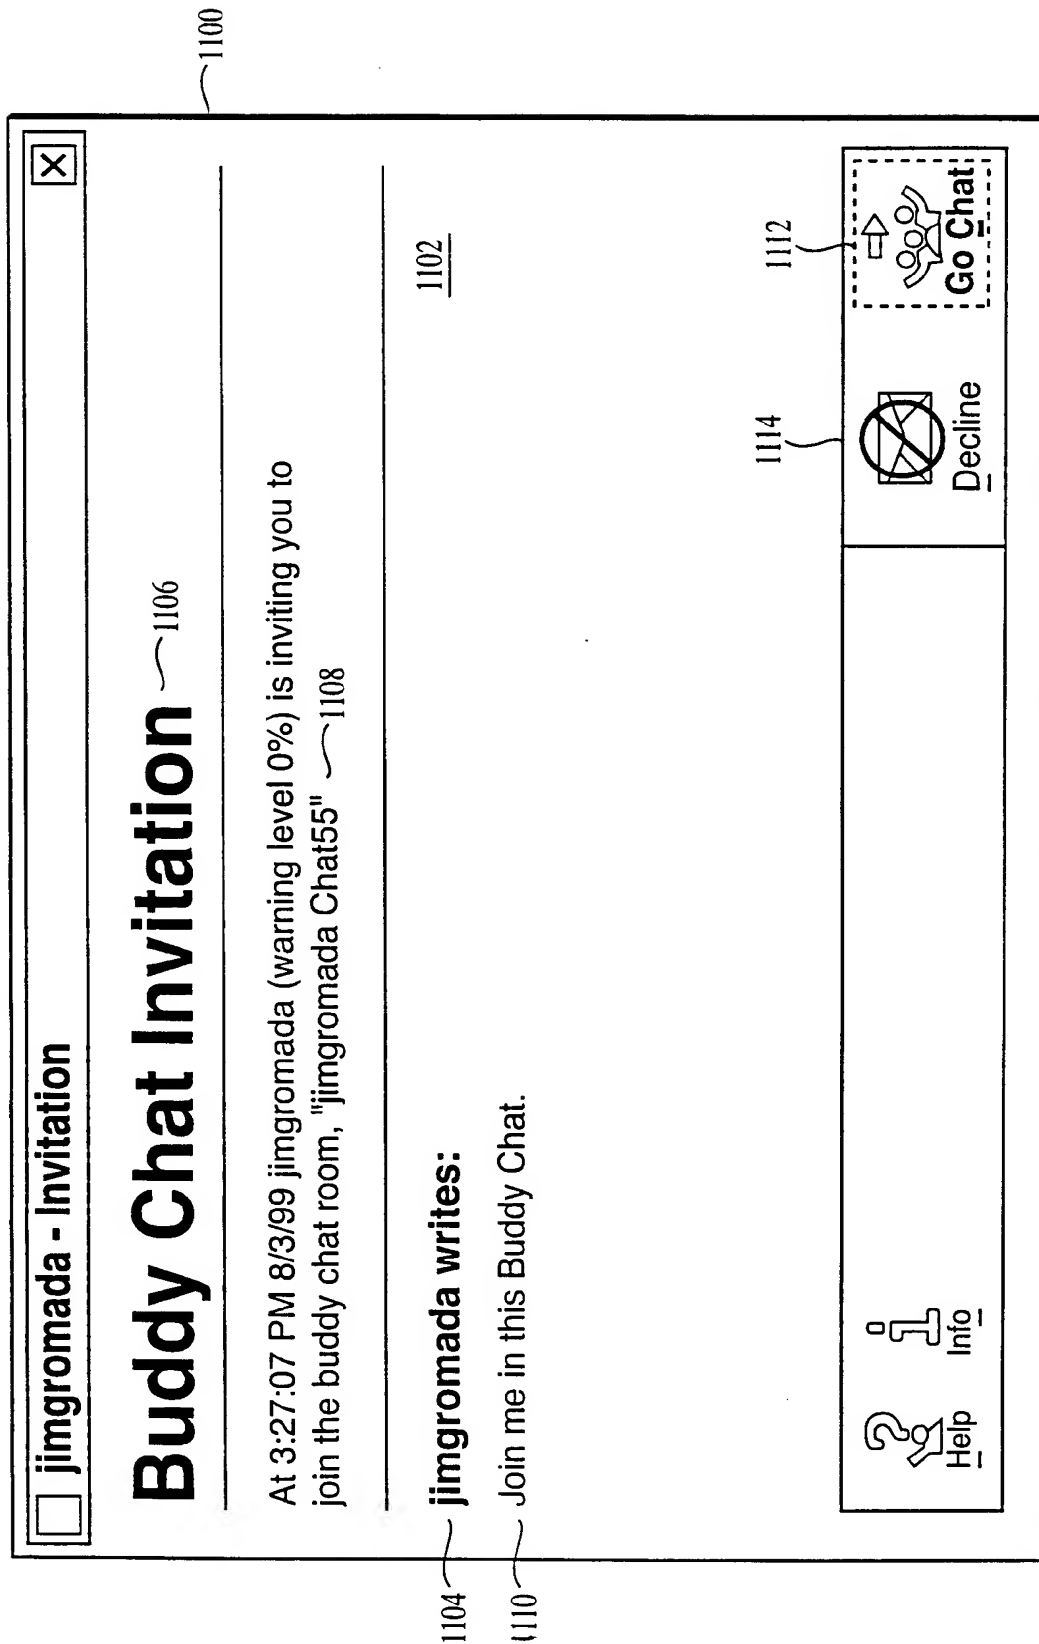 1100
jimgromada - Invitation
Buddy Chat Invitation
1106
At 3:27:07 PM 8/3/99 jimgromada (warning level 0%) is inviting you to
join the buddy chat room, "jimgromada Chat55"
1108
1102
1104
jimgromada writes:
1110
Join me in this Buddy Chat.
1114
1112
Help
Info
Decline
Go Chat